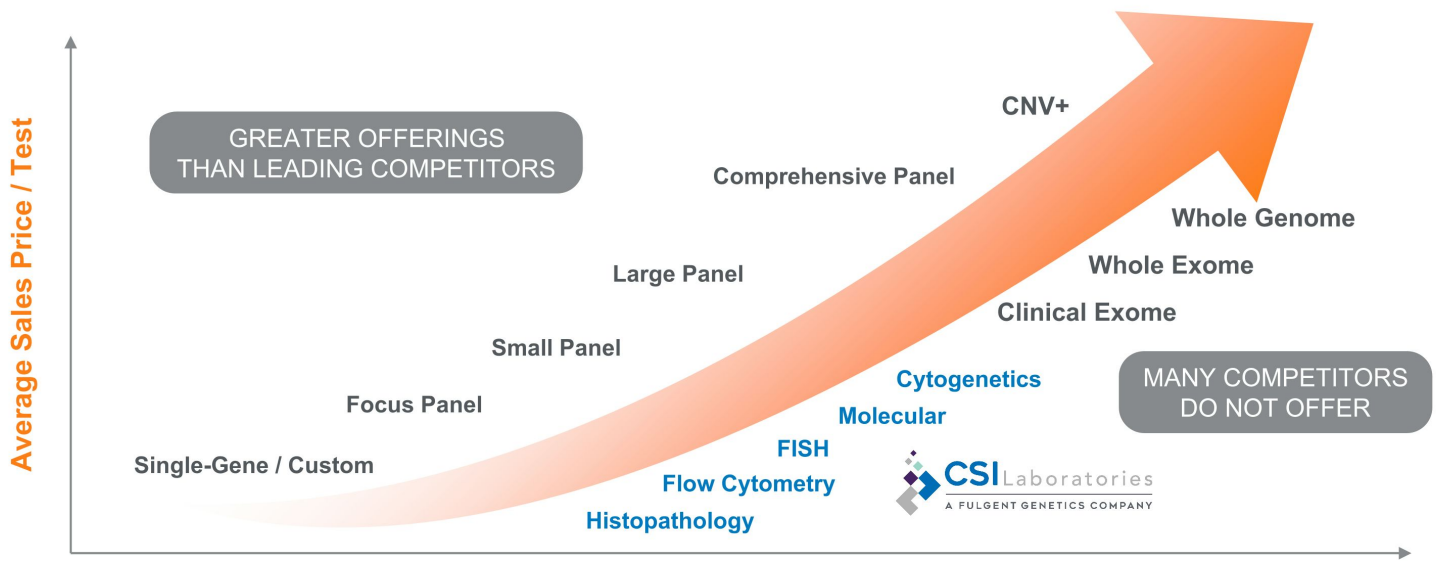 Average Sales Price / Test
GREATER OFFERINGS
THAN LEADING COMPETITORS
CNV+
Comprehensive Panel
Large Panel
Small Panel
Focus Panel
Single-Gene / Custom
Whole Genome
Whole Exome
Clinical Exome
Cytogenetics
Molecular
FISH
Flow Cytometry
Histopathology
MANY COMPETITORS
DO NOT OFFER
CSI Laboratories
A FULGENT GENETICS COMPANY